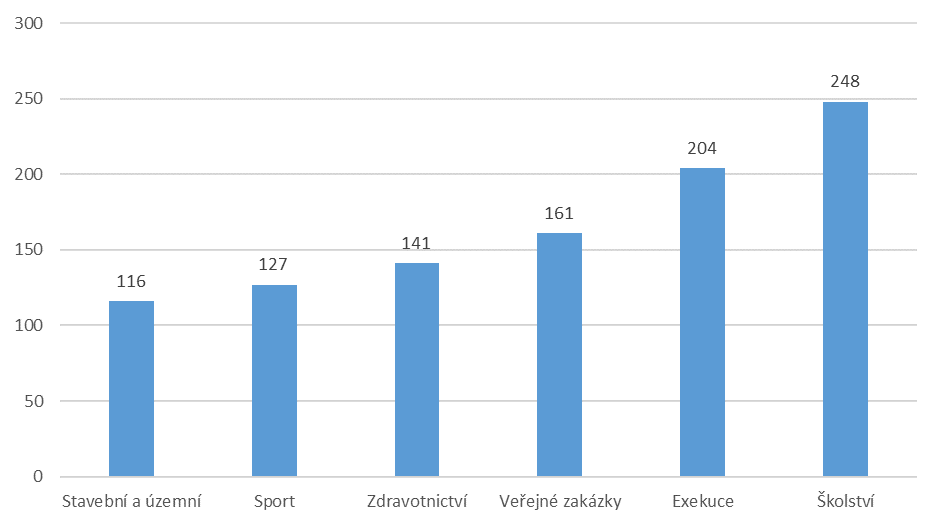 300
250
200
150
100
50
0
116
127
141
161
204
248
Stavební a územní
Sport
Zdravotnictví
Veřejné zakázky
Exekuce
Školství